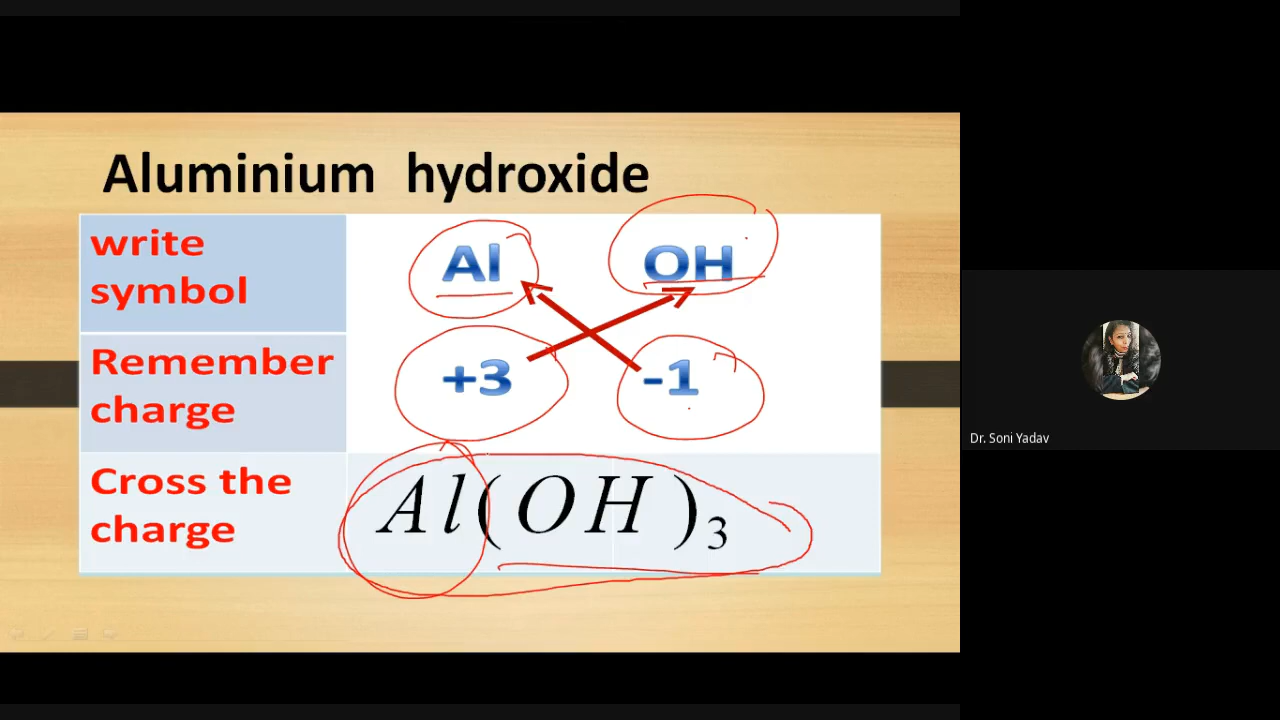 Aluminium hydroxide
write symbol
Al OH
Remember charge
+3 -1
Cross the charge
Al(OH)₃
Dr. Soni Yadav